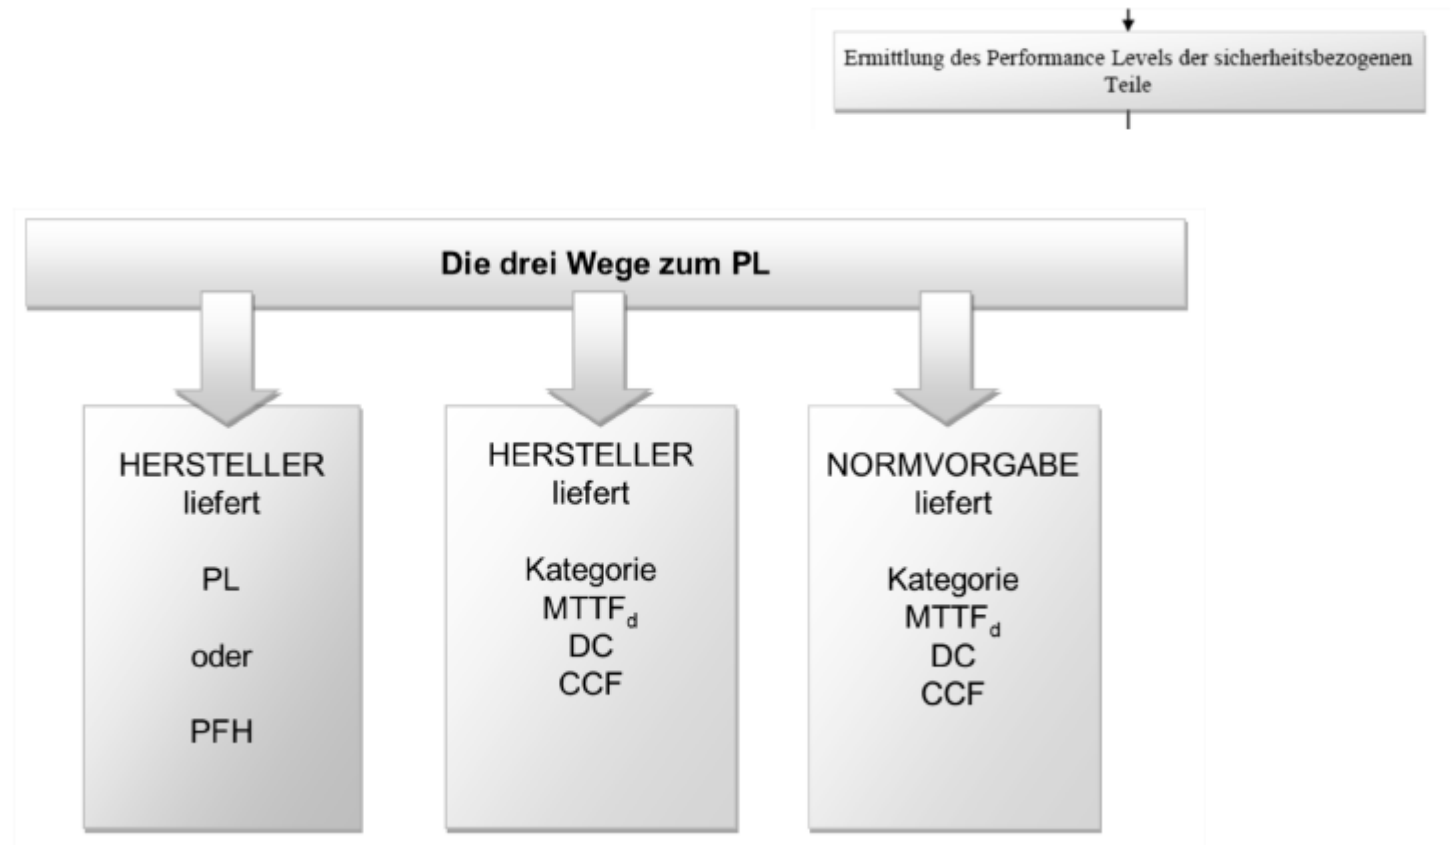 Ermittlung des Performance Levels der sicherheitsbezogenen
Teile
Die drei Wege zum PL
HERSTELLER
liefert
PL
oder
PFH
HERSTELLER
liefert
Kategorie
MTTFd
DC
CCF
NORMVORGABE
liefert
Kategorie
MTTFd
DC
CCF